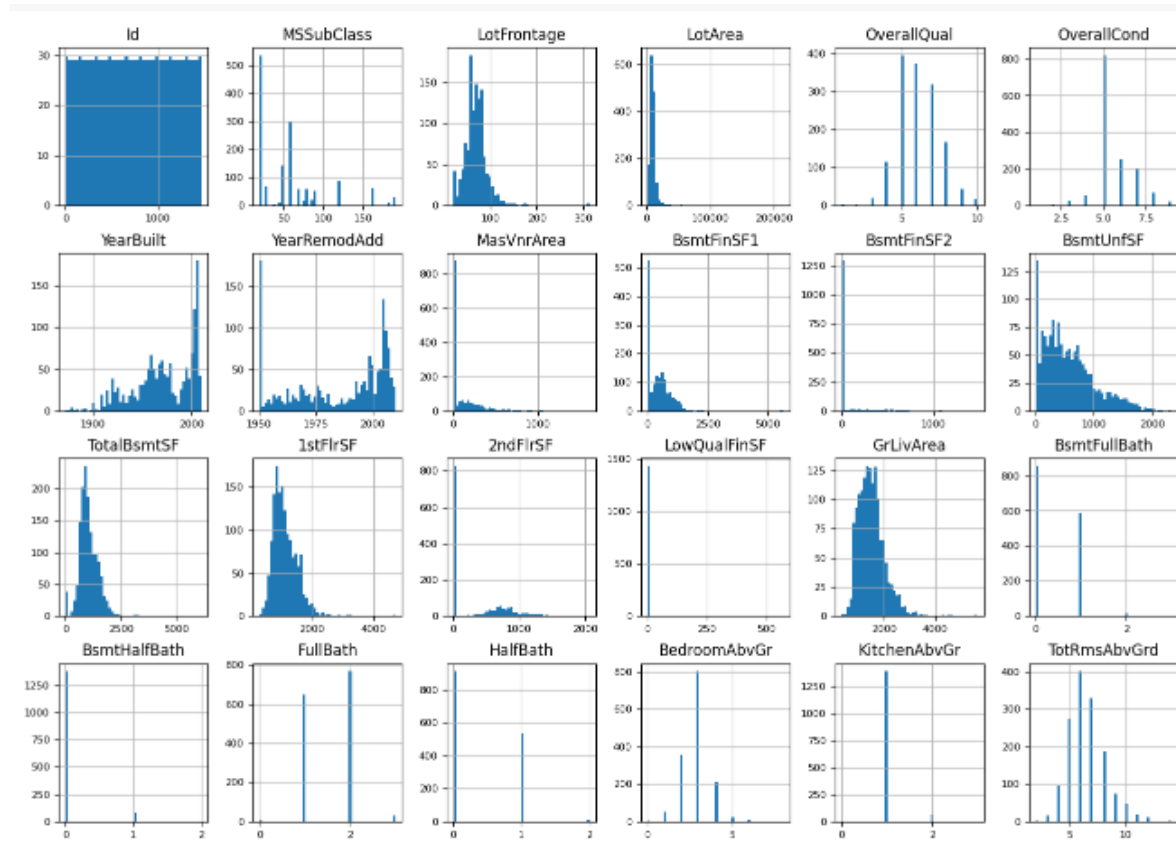 Id MSSubClass LotFrontage LotArea OverallQual OverallCond
30 500 150 600 400 800
20 400 100 400 300 600
10 300 50 200 200 400
0 200 0 0 100 200
100 0 0
0
0 1000 50 100 150 100 200 300 0 100000 200000 5 10 2.5 5.0 7.5
YearBuilt YearRemodAdd MasVnrArea BsmtFinSF1 BsmtFinSF2 BsmtUnfSF
150 150 800 500 1250 125
100 100 600 400 1000 100
50 50 400 300 750 75
0 0 200 200 500 50
0 100 250 25
0 0 0
1900 1950 2000 1950 1975 2000 0 1000 0 2500 5000 0 1000 0 1000 2000
TotalBsmtSF 1stFlrSF 2ndFlrSF LowQualFinSF GrLivArea BsmtFullBath
200 150 800 1500 125 800
150 100 600 1000 100 600
100 50 400 500 75 400
50 0 200 0 50 200
0 0 25 0
0
0 2500 5000 2000 4000 0 1000 2000 0 250 500 2000 4000 0 1 2
BsmtHalfBath FullBath HalfBath BedroomAbvGr KitchenAbvGr TotRmsAbvGrd
1250 800 800 800 1250 400
1000 600 600 600 1000 300
750 400 400 400 750 200
500 200 200 200 500 100
250 0 0 0 250 0
0 0
0 1 2 0 2 0 1 2 0 5 0 2 5 10